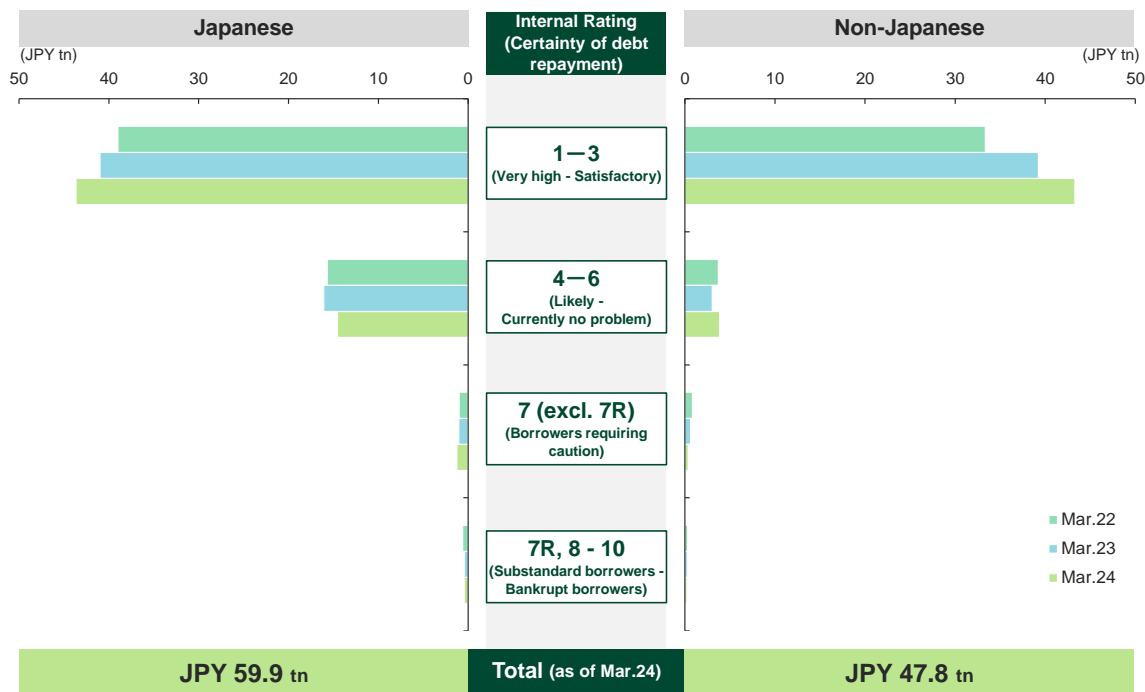 Japanese
Internal Rating
(Certainty of debt
repayment)
Non-Japanese
(JPY tn)
(JPY tn)
50 40 30 20 10 0
0 10 20 30 40 50
1―3
(Very high - Satisfactory)
4―6
(Likely -
Currently no problem)
7 (excl. 7R)
(Borrowers requiring
caution)
7R, 8 - 10
(Substandard borrowers -
Bankrupt borrowers)
Mar.22
Mar.23
Mar.24
JPY 59.9 tn
Total (as of Mar.24)
JPY 47.8 tn